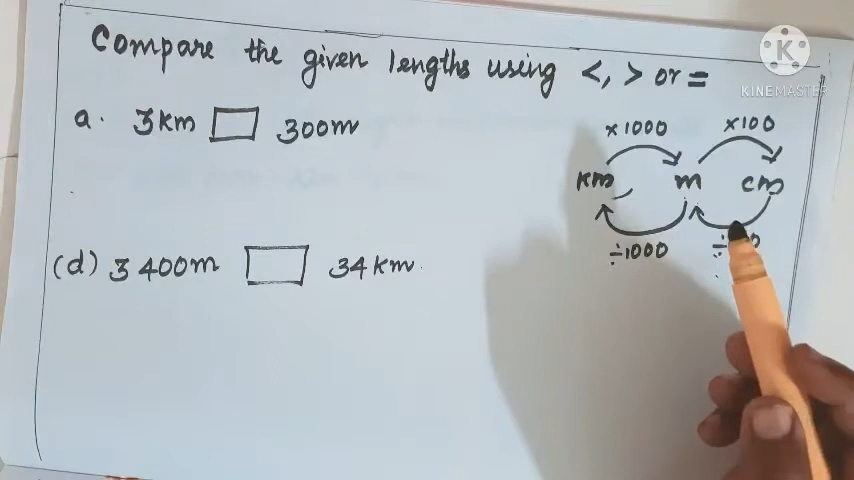 Compare the given lengths using <, > or =
a. 3km 300m
×1000 ×100
km m cm
÷1000
(d) 3400m 34km.
K
KINEMASTER